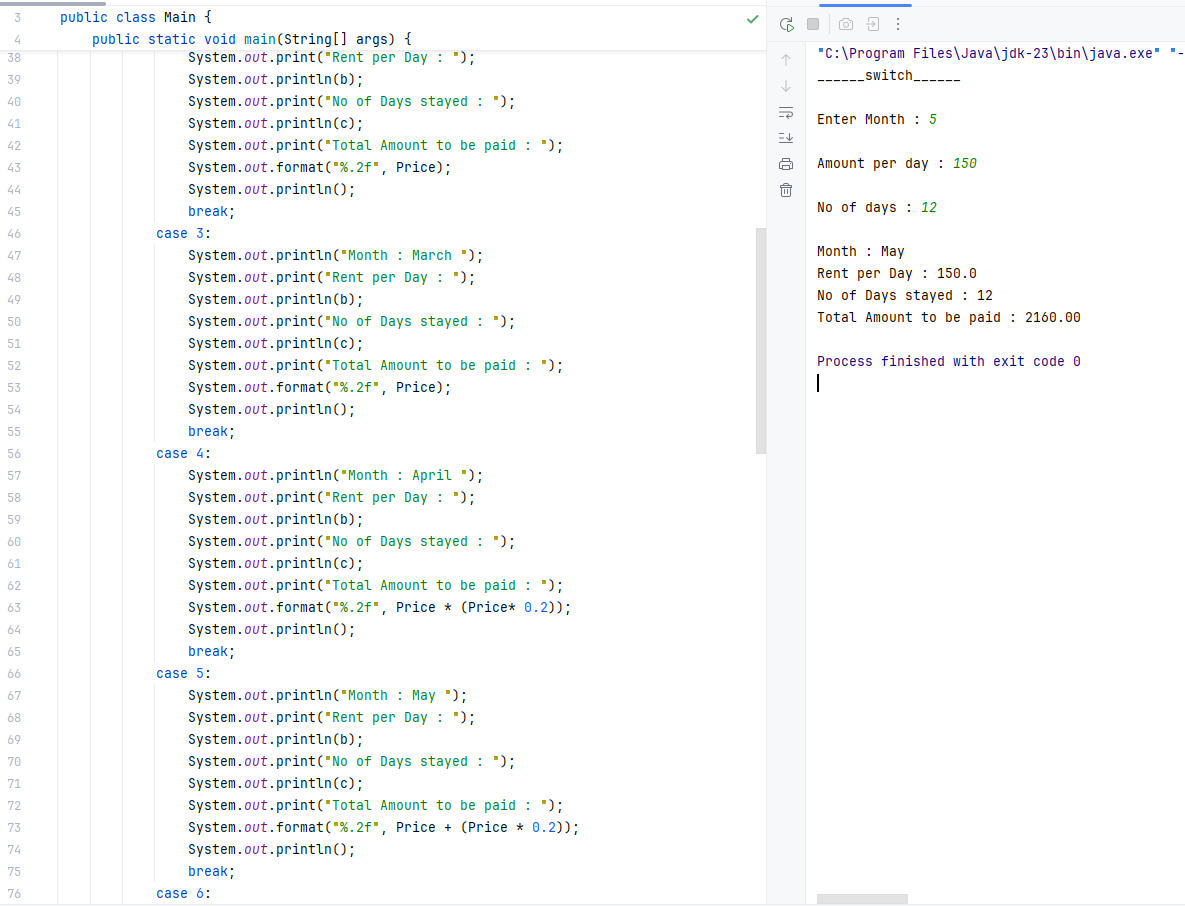 3 public class Main {
4 public static void main(String[] args) {
38 System.out.print("Rent per Day : ");
39 System.out.println(b);
40 System.out.print("No of Days stayed : ");
41 System.out.println(c);
42 System.out.print("Total Amount to be paid : ");
43 System.out.format("%.2f", Price);
44 System.out.println();
45 break;
46 case 3:
47 System.out.println("Month : March ");
48 System.out.print("Rent per Day : ");
49 System.out.println(b);
50 System.out.print("No of Days stayed : ");
51 System.out.println(c);
52 System.out.print("Total Amount to be paid : ");
53 System.out.format("%.2f", Price);
54 System.out.println();
55 break;
56 case 4:
57 System.out.println("Month : April ");
58 System.out.print("Rent per Day : ");
59 System.out.println(b);
60 System.out.print("No of Days stayed : ");
61 System.out.println(c);
62 System.out.print("Total Amount to be paid : ");
63 System.out.format("%.2f", Price * (Price* 0.2));
64 System.out.println();
65 break;
66 case 5:
67 System.out.println("Month : May ");
68 System.out.print("Rent per Day : ");
69 System.out.println(b);
70 System.out.print("No of Days stayed : ");
71 System.out.println(c);
72 System.out.print("Total Amount to be paid : ");
73 System.out.format("%.2f", Price + (Price * 0.2));
74 System.out.println();
75 break;
76 case 6:
"C:\Program Files\Java\jdk-23\bin\java.exe" "-
______switch______
Enter Month : 5
Amount per day : 150
No of days : 12
Month : May
Rent per Day : 150.0
No of Days stayed : 12
Total Amount to be paid : 2160.00
Process finished with exit code 0